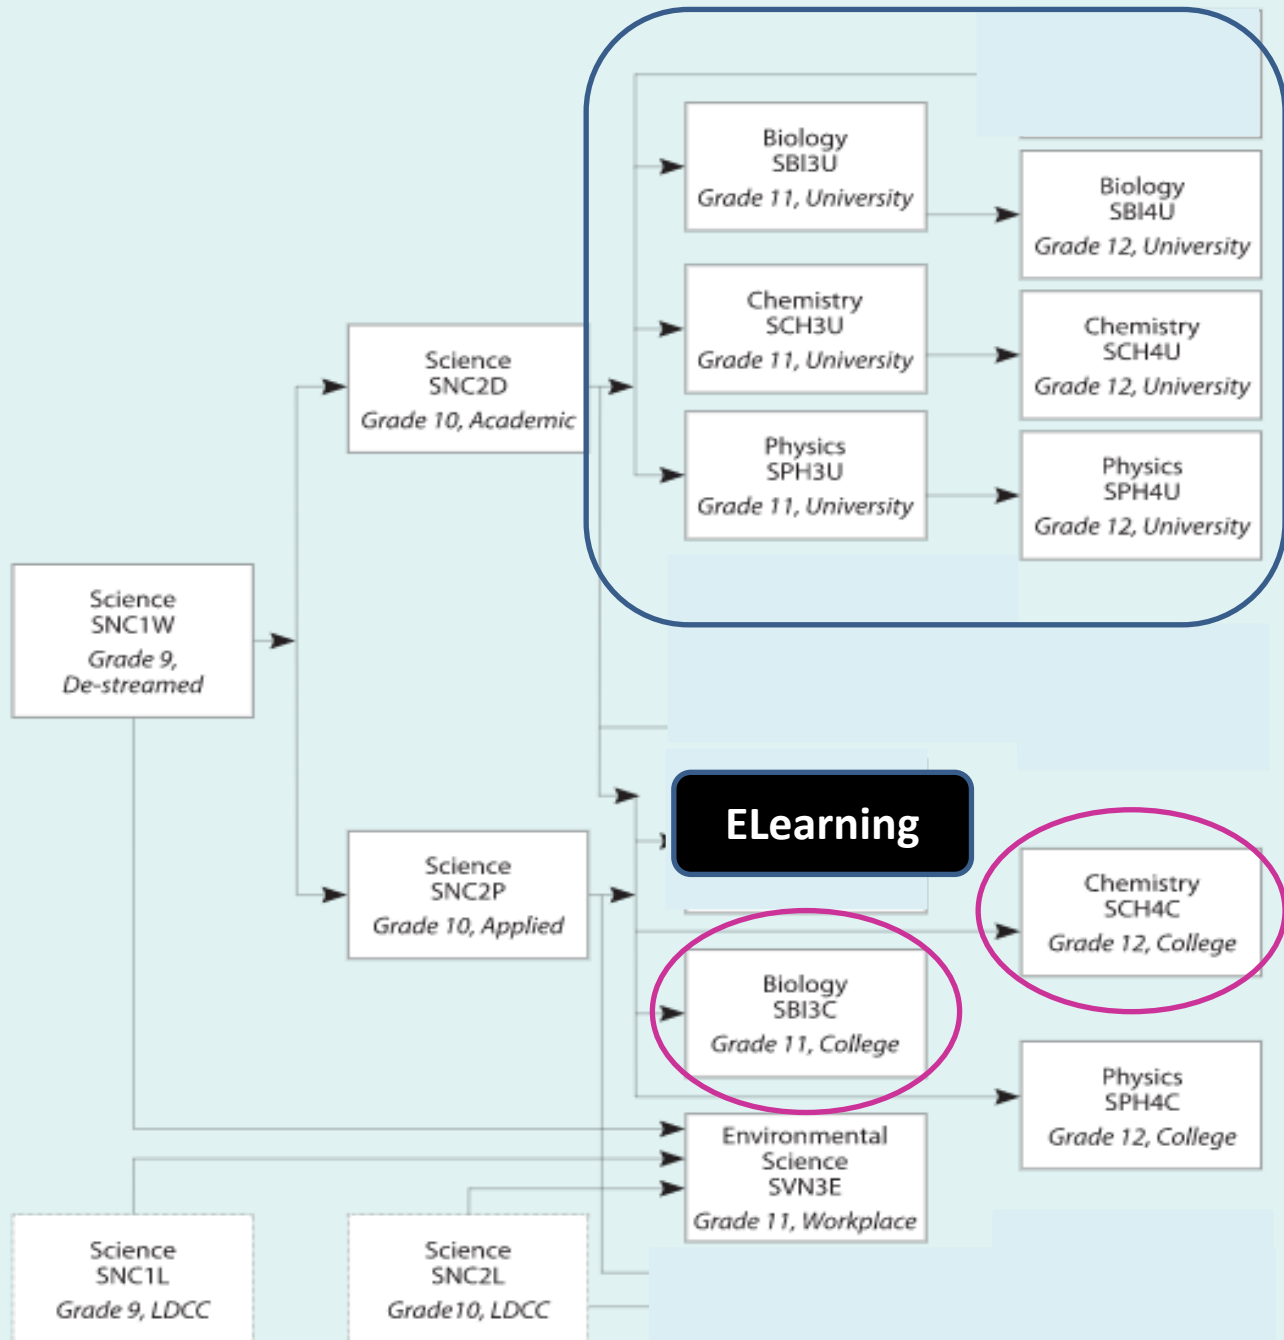 Biology
SBI3U
Grade 11, University
Biology
SBI4U
Grade 12, University
Chemistry
SCH3U
Grade 11, University
Chemistry
SCH4U
Grade 12, University
Science
SNC2D
Grade 10, Academic
Physics
SPH3U
Grade 11, University
Physics
SPH4U
Grade 12, University
Science
SNC1W
Grade 9,
De-streamed
ELearning
Science
SNC2P
Grade 10, Applied
Chemistry
SCH4C
Grade 12, College
Biology
SBI3C
Grade 11, College
Physics
SPH4C
Grade 12, College
Environmental
Science
SVN3E
Grade 11, Workplace
Science
SNC1L
Grade 9, LDCC
Science
SNC2L
Grade10, LDCC